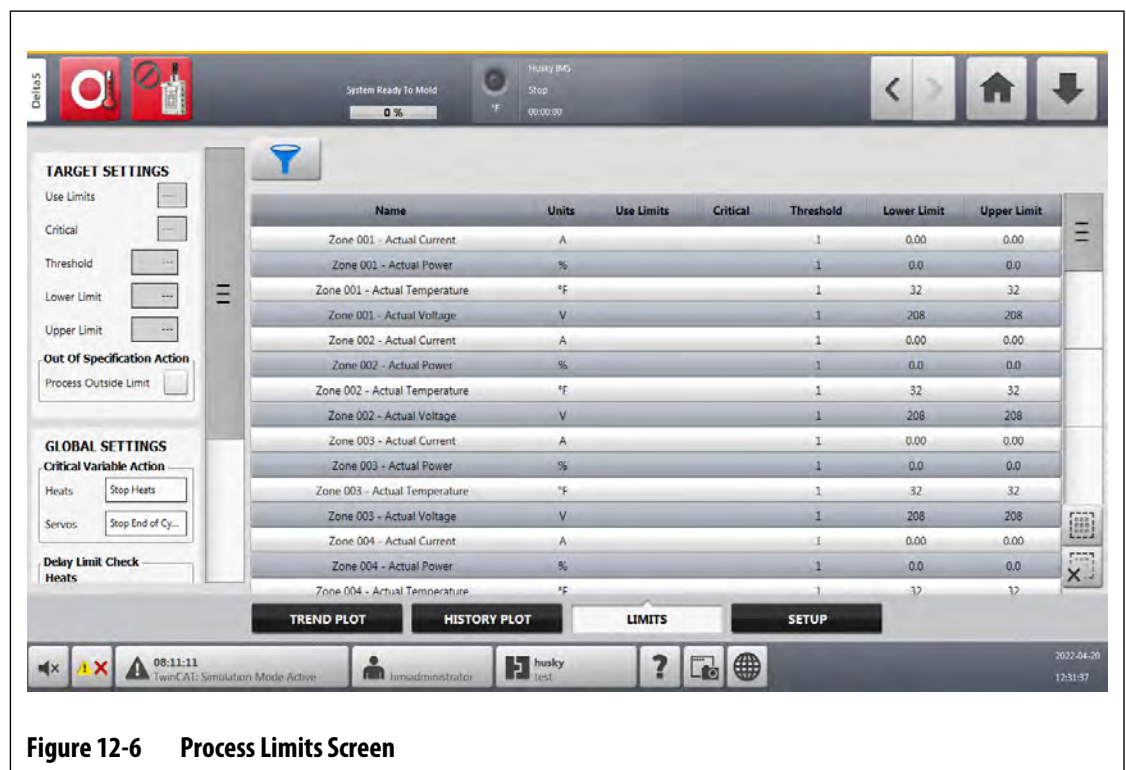 Delta5
System Ready To Mold
0 %
°F
Husky IMS
Stop
00:00:00
TARGET SETTINGS
Use Limits ---
Critical ---
Threshold ---
Lower Limit ---
Upper Limit ---
Out Of Specification Action
Process Outside Limit
GLOBAL SETTINGS
Critical Variable Action
Heats Stop Heats
Servos Stop End of Cy...
Delay Limit Check
Heats
Name Units Use Limits Critical Threshold Lower Limit Upper Limit
Zone 001 - Actual Current A 1 0.00 0.00
Zone 001 - Actual Power % 1 0.0 0.0
Zone 001 - Actual Temperature °F 1 32 32
Zone 001 - Actual Voltage V 1 208 208
Zone 002 - Actual Current A 1 0.00 0.00
Zone 002 - Actual Power % 1 0.0 0.0
Zone 002 - Actual Temperature °F 1 32 32
Zone 002 - Actual Voltage V 1 208 208
Zone 003 - Actual Current A 1 0.00 0.00
Zone 003 - Actual Power % 1 0.0 0.0
Zone 003 - Actual Temperature °F 1 32 32
Zone 003 - Actual Voltage V 1 208 208
Zone 004 - Actual Current A 1 0.00 0.00
Zone 004 - Actual Power % 1 0.0 0.0
Zone 004 - Actual Temperature °F 1 32 32
TREND PLOT HISTORY PLOT LIMITS SETUP
08:11:11
TwinCAT: Simulation Mode Active
hmsadministrator
husky
test
?
2022-04-20
12:31:37
Figure 12-6 Process Limits Screen